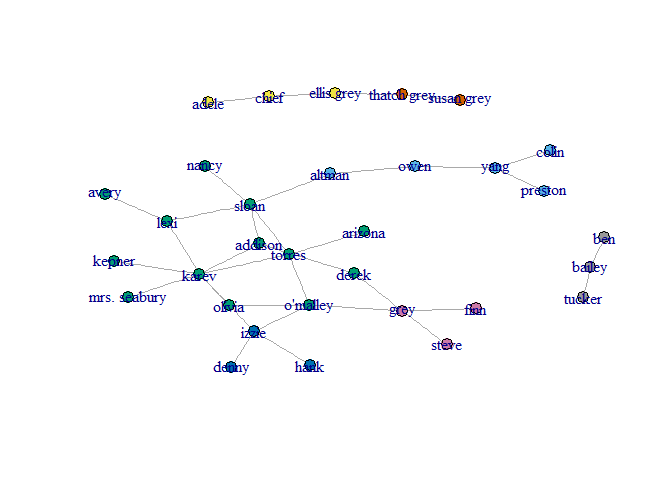 adele
chief
ellis grey
thatch grey
susan grey
nancy
altman
owen
yang
colin
preston
avery
lexi
sloan
addison
torres
arizona
ben
bailey
tucker
kepner
karev
derek
mrs. seabury
olivia
o'malley
grey
finn
izzie
steve
denny
hank